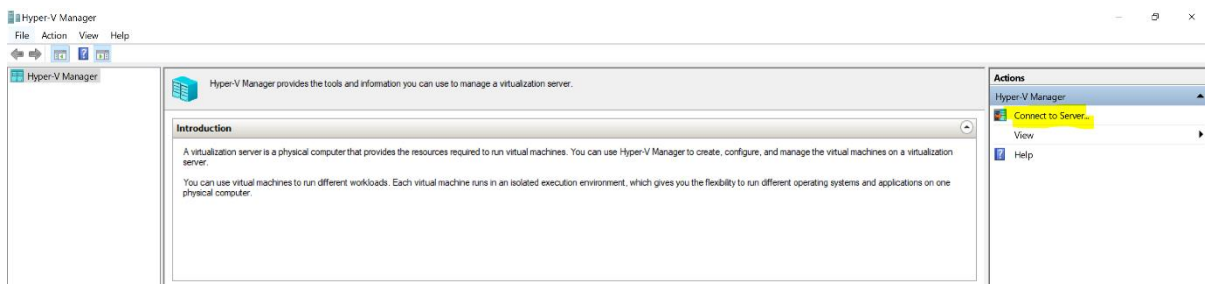 Hyper-V Manager
File Action View Help
Hyper-V Manager
Hyper-V Manager provides the tools and information you can use to manage a virtualization server.
Introduction
A virtualization server is a physical computer that provides the resources required to run virtual machines. You can use Hyper-V Manager to create, configure, and manage the virtual machines on a virtualization
server.
You can use virtual machines to run different workloads. Each virtual machine runs in an isolated execution environment, which gives you the flexibility to run different operating systems and applications on one
physical computer.
Actions
Hyper-V Manager
Connect to Server...
View
Help